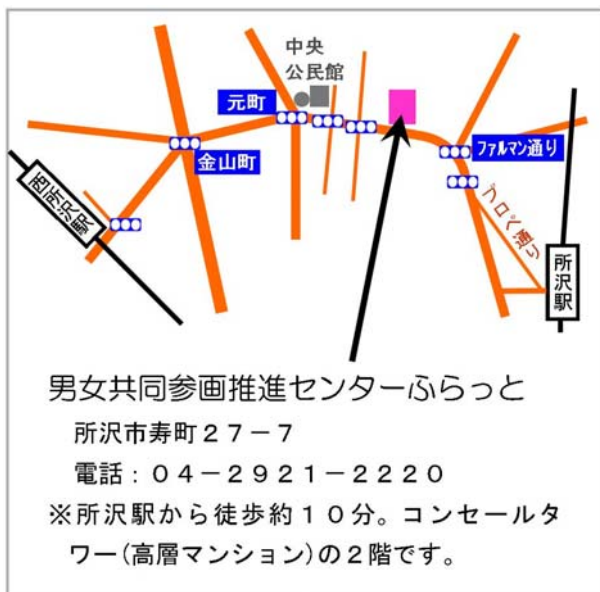 中央
公民館
元町
金山町
ファルマン通り
西所沢駅
プロペ通り
所沢駅
男女共同参画推進センターふらっと
所沢市寿町27-7
電話:04-2921-2220
※所沢駅から徒歩約10分。コンセールタ
ワー(高層マンション)の2階です。